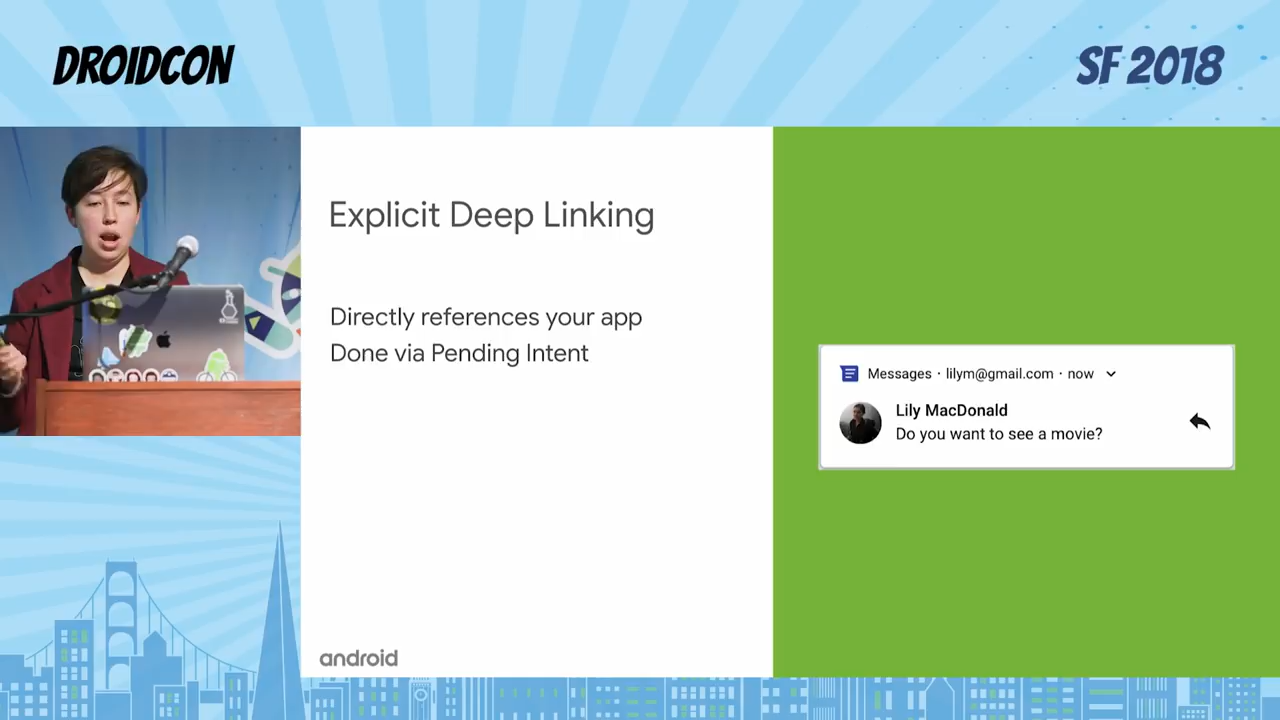 DROIDCON
SF 2018
Explicit Deep Linking
Directly references your app
Done via Pending Intent
Messages · lilym@gmail.com · now
Lily MacDonald
Do you want to see a movie?
android